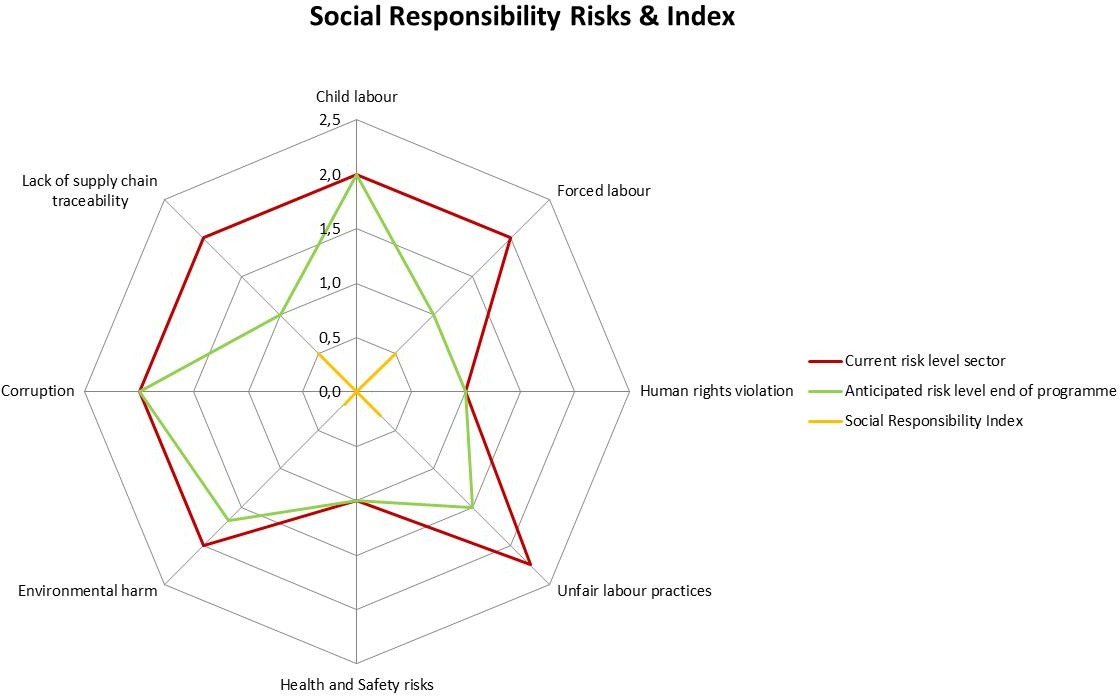 Social Responsibility Risks & Index
Child labour
2,5
Lack of supply chain
traceability
2,0
Forced labour
1,5
1,0
0,5
Corruption
0,0
Human rights violation
Current risk level sector
Anticipated risk level end of programme
Social Responsibility Index
Environmental harm
Unfair labour practices
Health and Safety risks